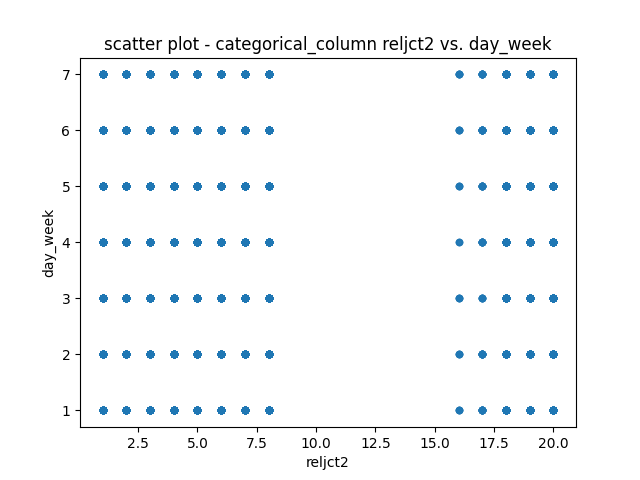 scatter plot - categorical_column reljct2 vs. day_week
7
6
5
4
3
2
1
day_week
2.5 5.0 7.5 10.0 12.5 15.0 17.5 20.0
reljct2